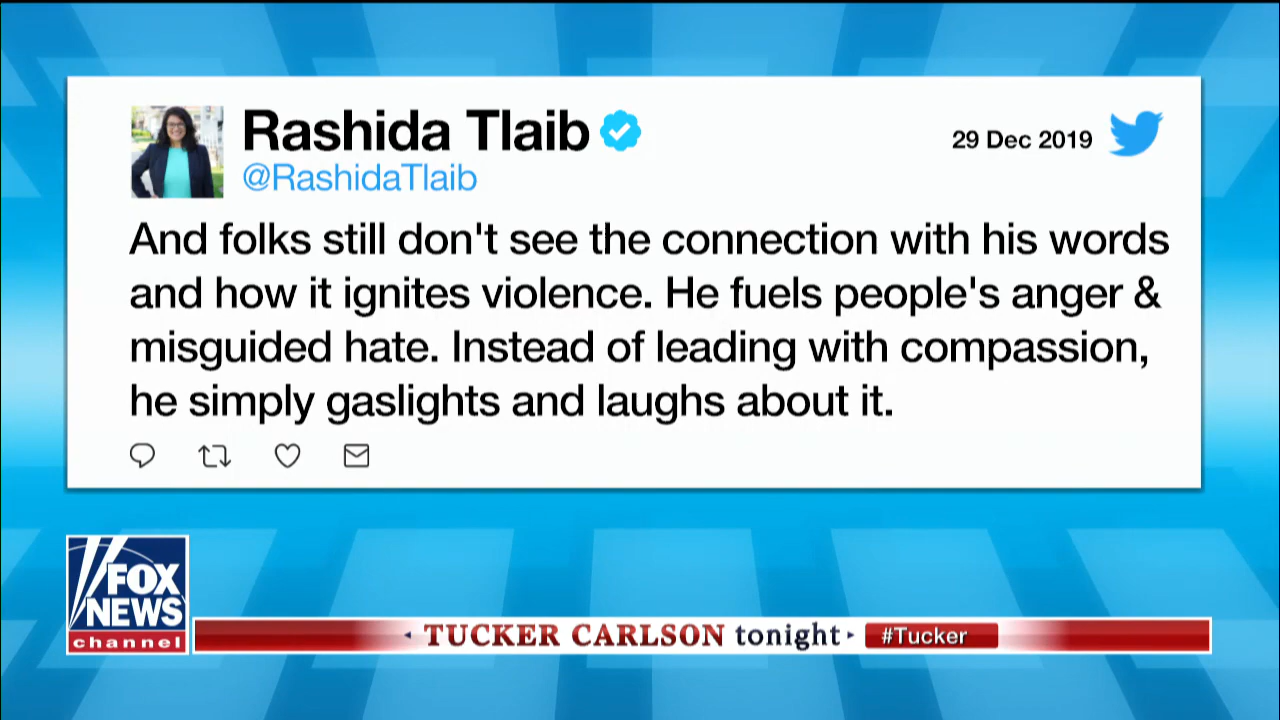 Rashida Tlaib
@RashidaTlaib
29 Dec 2019
And folks still don't see the connection with his words
and how it ignites violence. He fuels people's anger &
misguided hate. Instead of leading with compassion,
he simply gaslights and laughs about it.
FOX
NEWS
channel
TUCKER CARLSON tonight
#Tucker